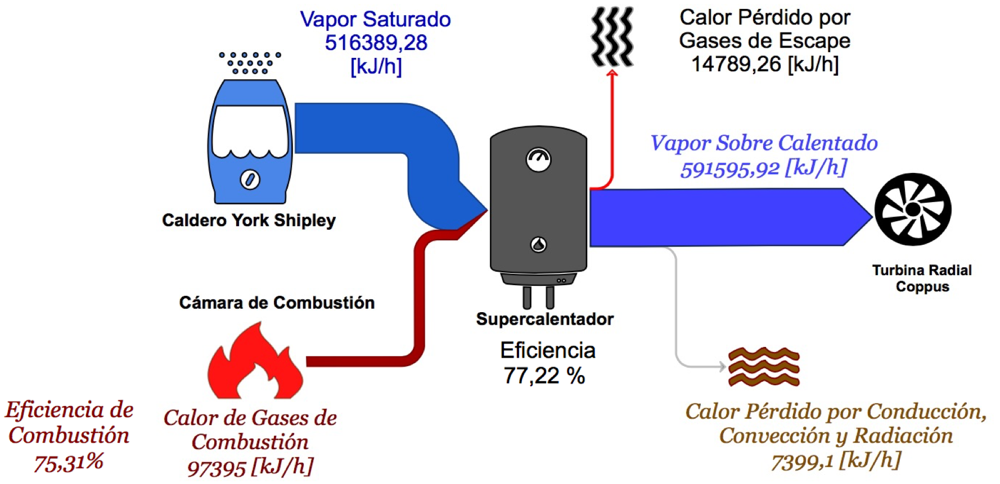 Vapor Saturado
516389,28
[kJ/h]
Calor Pérdido por
Gases de Escape
14789,26 [kJ/h]
Vapor Sobre Calentado
591595,92 [kJ/h]
Caldero York Shipley
Turbina Radial
Coppus
Cámara de Combustión
Supercalentador
Eficiencia
77,22 %
Eficiencia de
Combustión
75,31%
Calor de Gases de
Combustión
97395 [kJ/h]
Calor Pérdido por Conducción,
Convección y Radiación
7399,1 [kJ/h]